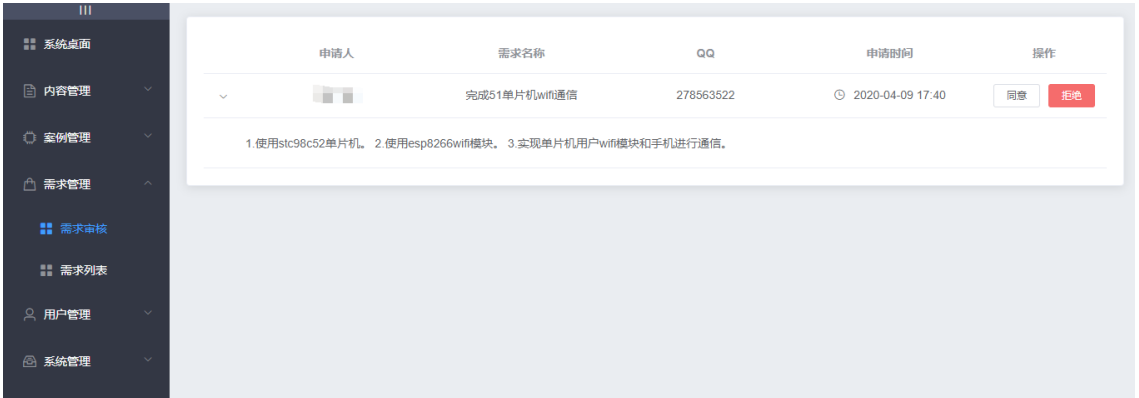 系统桌面
内容管理
案例管理
需求管理
需求审核
需求列表
用户管理
系统管理
申请人 需求名称 QQ 申请时间 操作
完成51单片机wifi通信 278563522 2020-04-09 17:40 同意 拒绝
1.使用stc98c52单片机。 2.使用esp8266wifi模块。 3.实现单片机用户wifi模块和手机进行通信。